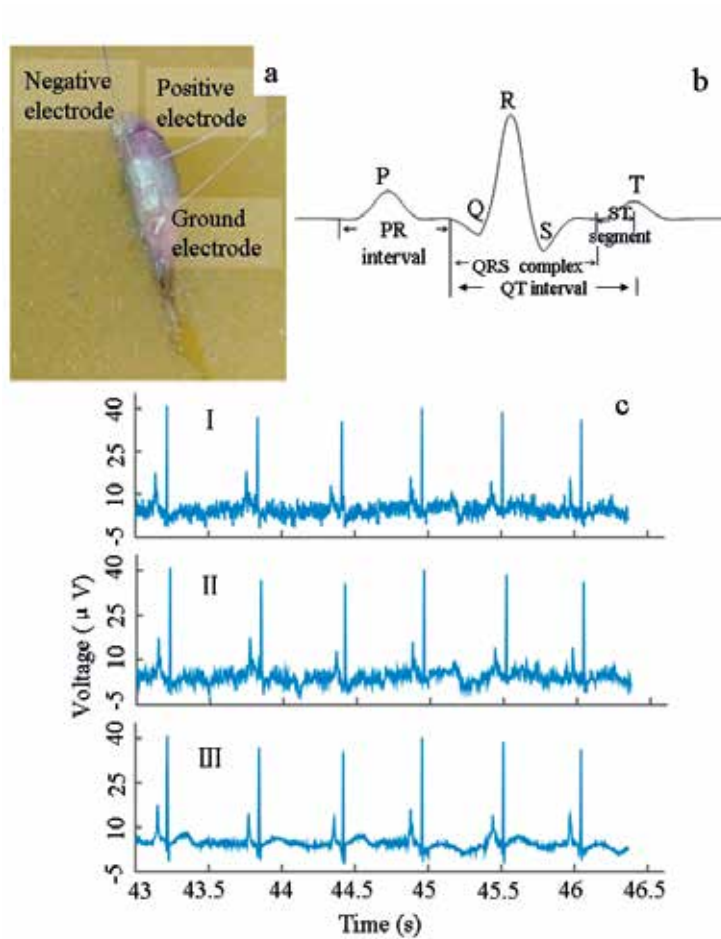 a
Negative
electrode
Positive
electrode
Ground
electrode
b
R
P
Q
S
T
PR
interval
ST
segment
QRS complex
QT interval
c
I
40
25
10
-5
II
40
25
10
-5
III
40
25
10
-5
Voltage (μV)
43
43.5
44
44.5
45
45.5
46
46.5
Time (s)